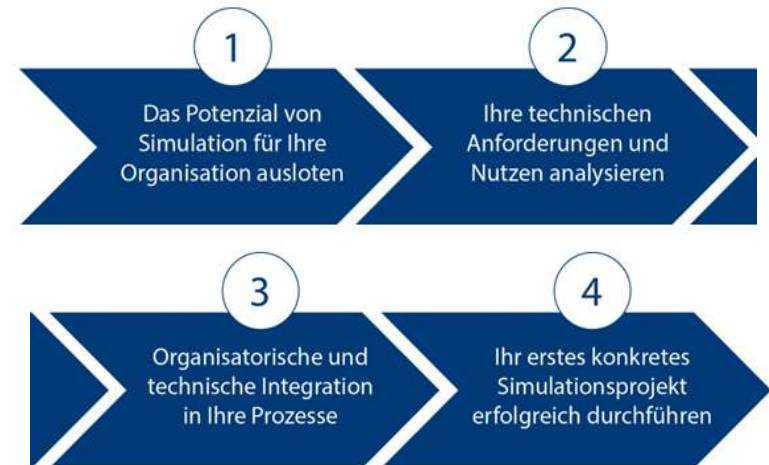 1
Das Potenzial von
Simulation für Ihre
Organisation ausloten
2
Ihre technischen
Anforderungen und
Nutzen analysieren
3
Organisatorische und
technische Integration
in Ihre Prozesse
4
Ihr erstes konkretes
Simulationsprojekt
erfolgreich durchführen